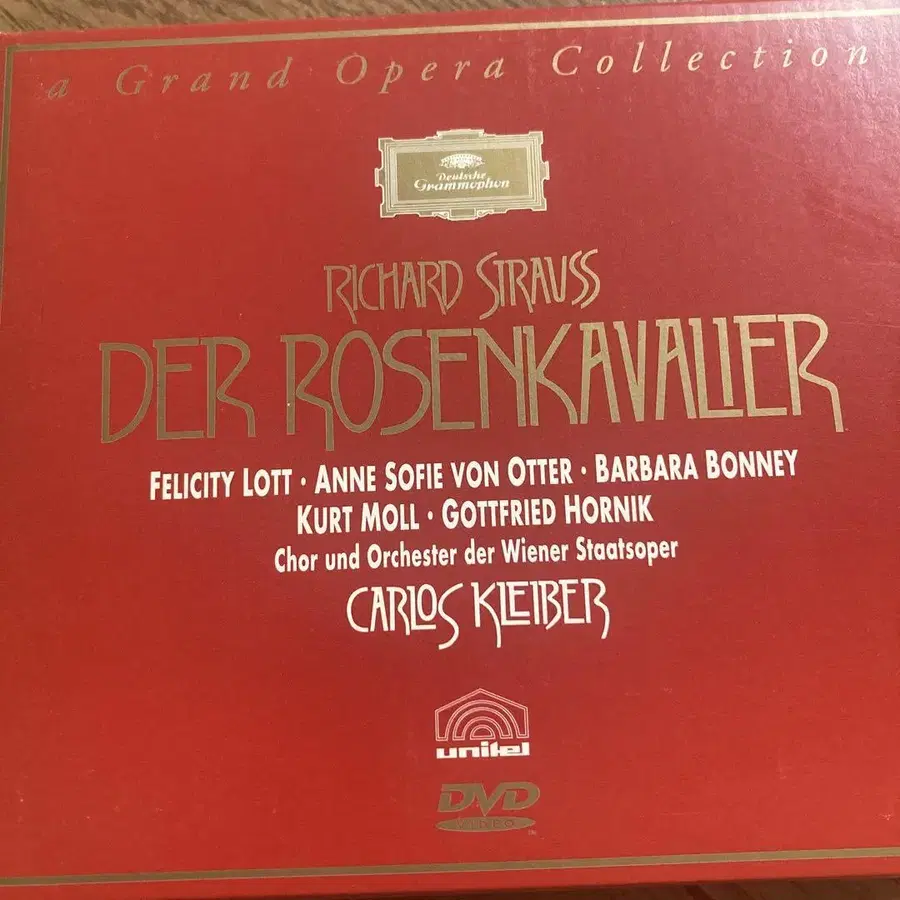 a Grand Opera Collection
Deutsche
Grammophon
RICHARD STRAUSS
DER ROSENKAVALIER
FELICITY LOTT · ANNE SOFIE VON OTTER · BARBARA BONNEY
KURT MOLL · GOTTFRIED HORNIK
Chor und Orchester der Wiener Staatsoper
CARLOS KLEIBER
unitel
DVD
VIDEO